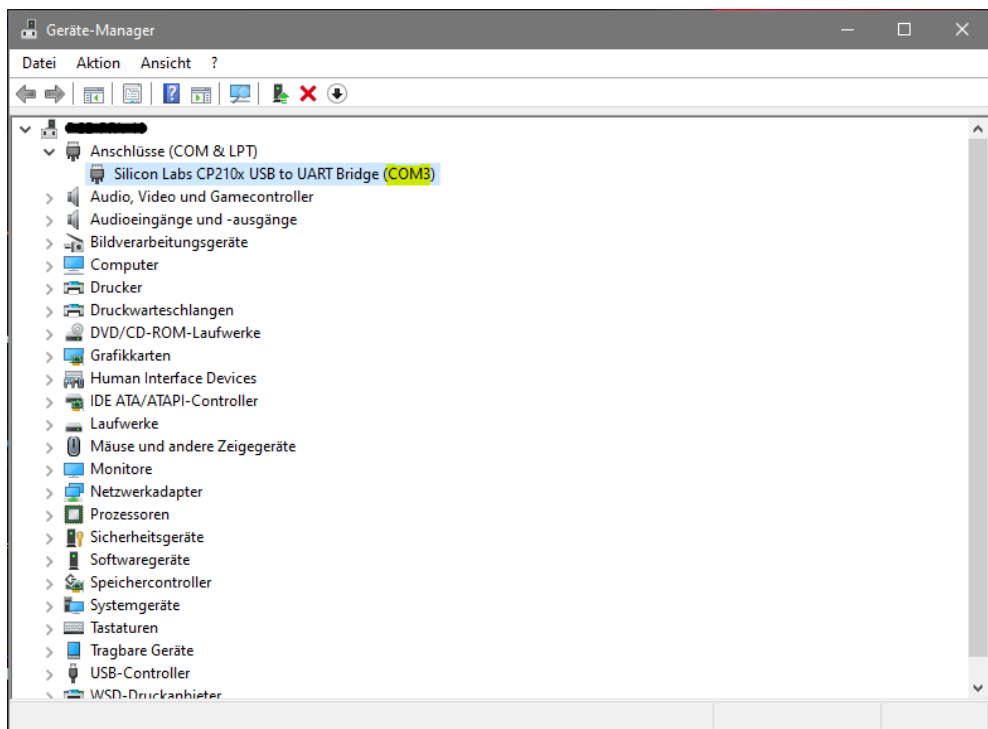 Geräte-Manager
Datei Aktion Ansicht ?
Anschlüsse (COM & LPT)
Silicon Labs CP210x USB to UART Bridge (COM3)
Audio, Video und Gamecontroller
Audioeingänge und -ausgänge
Bildverarbeitungsgeräte
Computer
Drucker
Druckwarteschlangen
DVD/CD-ROM-Laufwerke
Grafikkarten
Human Interface Devices
IDE ATA/ATAPI-Controller
Laufwerke
Mäuse und andere Zeigegeräte
Monitore
Netzwerkadapter
Prozessoren
Sicherheitsgeräte
Softwaregeräte
Speichercontroller
Systemgeräte
Tastaturen
Tragbare Geräte
USB-Controller
WSD-Druckanbieter